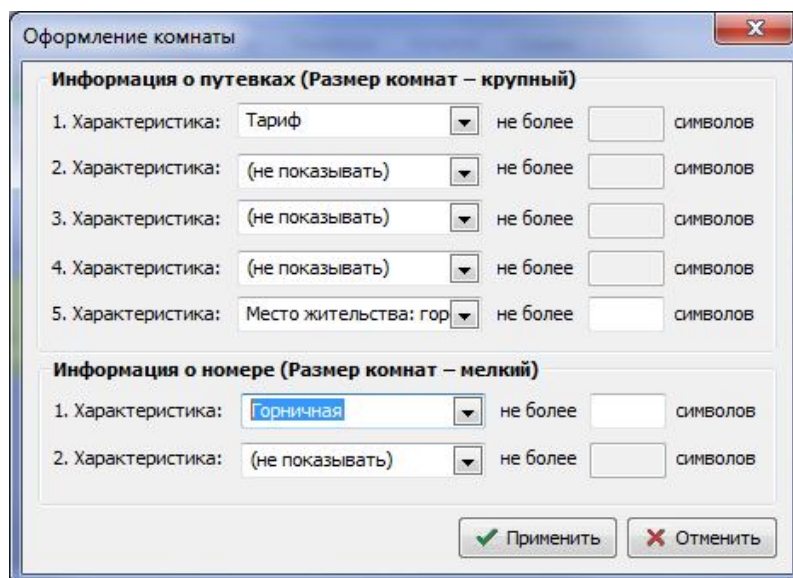 Оформление комнаты
Информация о путевках (Размер комнат – крупный)
1. Характеристика: Тариф не более символов
2. Характеристика: (не показывать) не более символов
3. Характеристика: (не показывать) не более символов
4. Характеристика: (не показывать) не более символов
5. Характеристика: Место жительства: гор не более символов
Информация о номере (Размер комнат – мелкий)
1. Характеристика: Горничная не более символов
2. Характеристика: (не показывать) не более символов
Применить Отменить